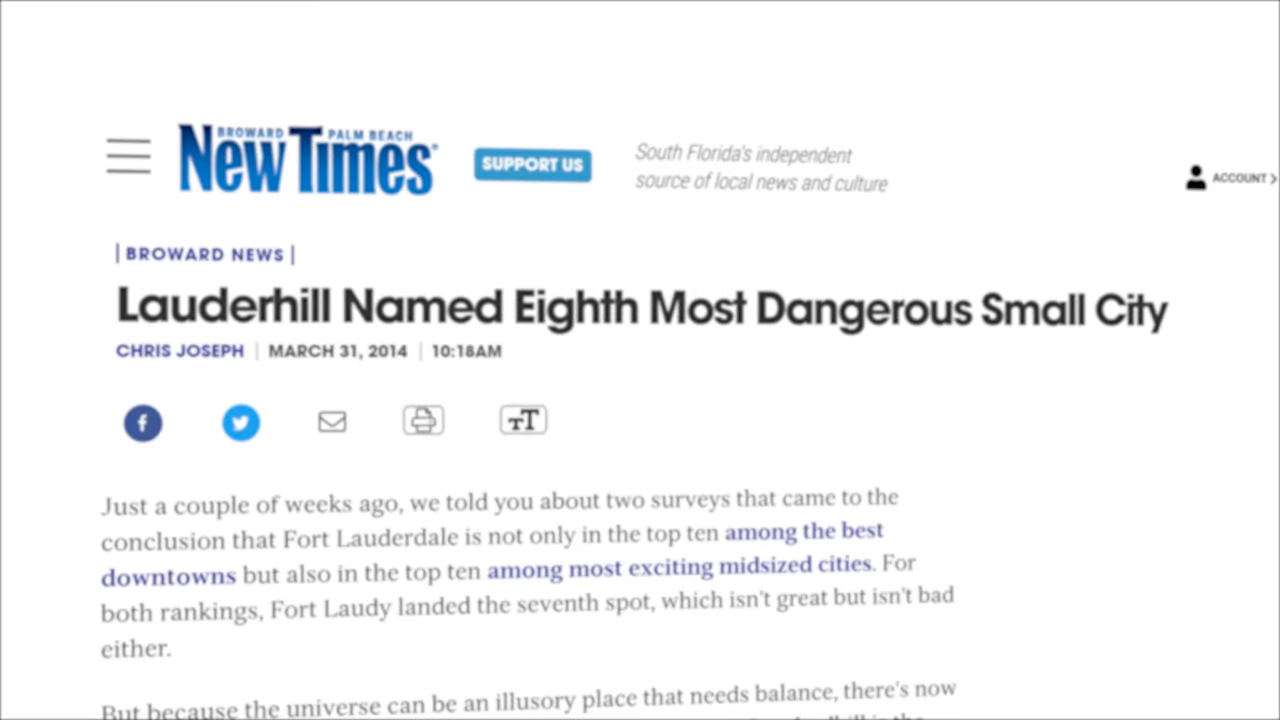 BROWARD PALM BEACH
New Times®
SUPPORT US
South Florida's independent
source of local news and culture
ACCOUNT
| BROWARD NEWS |
Lauderhill Named Eighth Most Dangerous Small City
CHRIS JOSEPH | MARCH 31, 2014 | 10:18AM
f
TT
Just a couple of weeks ago, we told you about two surveys that came to the
conclusion that Fort Lauderdale is not only in the top ten among the best
downtowns but also in the top ten among most exciting midsized cities. For
both rankings, Fort Laudy landed the seventh spot, which isn't great but isn't bad
either.
But because the universe can be an illusory place that needs balance, there's now